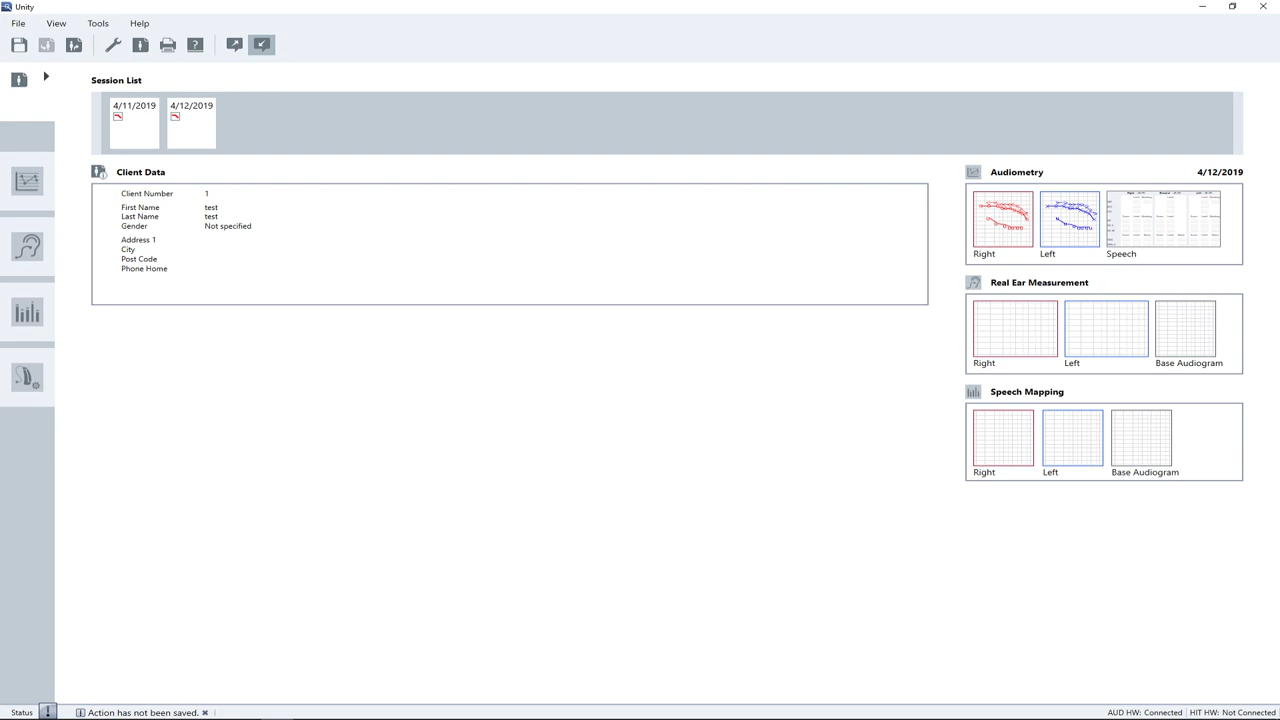 Unity
File View Tools Help
Session List
4/11/2019 4/12/2019
Client Data
Client Number 1
First Name test
Last Name test
Gender Not specified
Address 1
City
Post Code
Phone Home
Audiometry 4/12/2019
Right Left Speech
Real Ear Measurement
Right Left Base Audiogram
Speech Mapping
Right Left Base Audiogram
Status Action has not been saved. AUD HW: Connected HIT HW: Not Connected